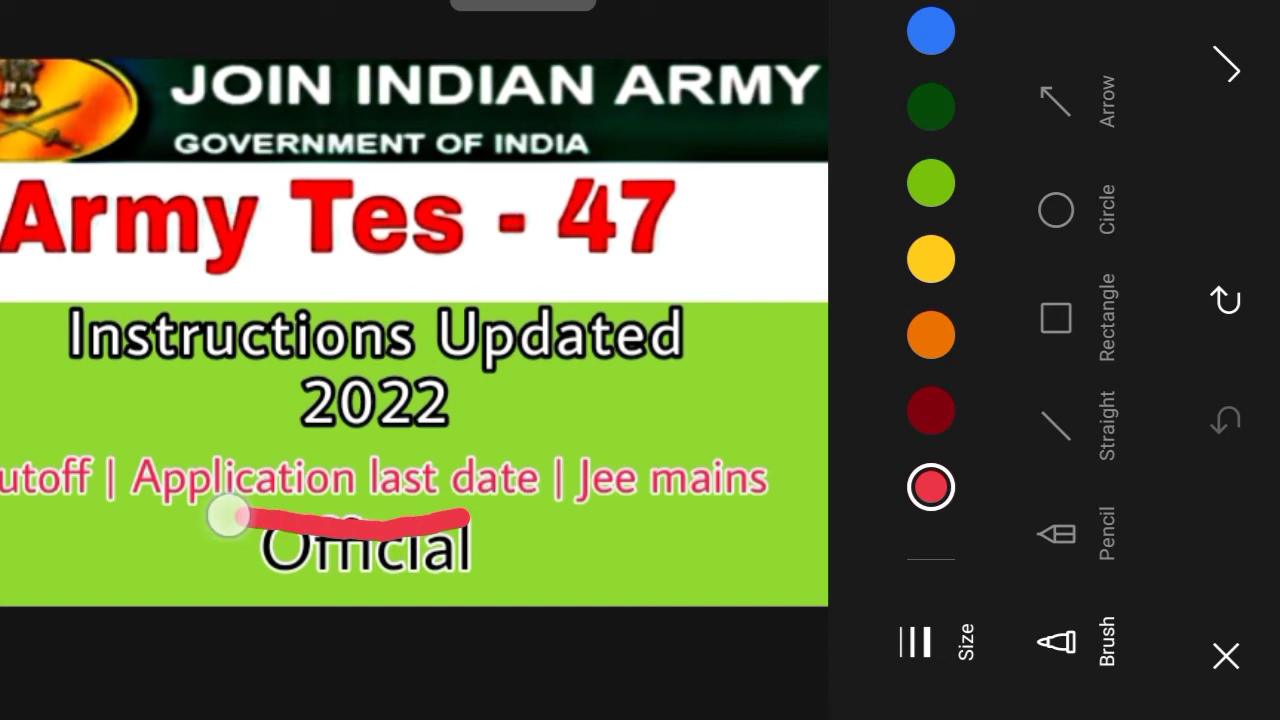 JOIN INDIAN ARMY
GOVERNMENT OF INDIA
Army Tes - 47
Instructions Updated
2022
utoff | Application last date | Jee mains
Official
Arrow
Circle
Rectangle
Straight
Pencil
Brush
Size